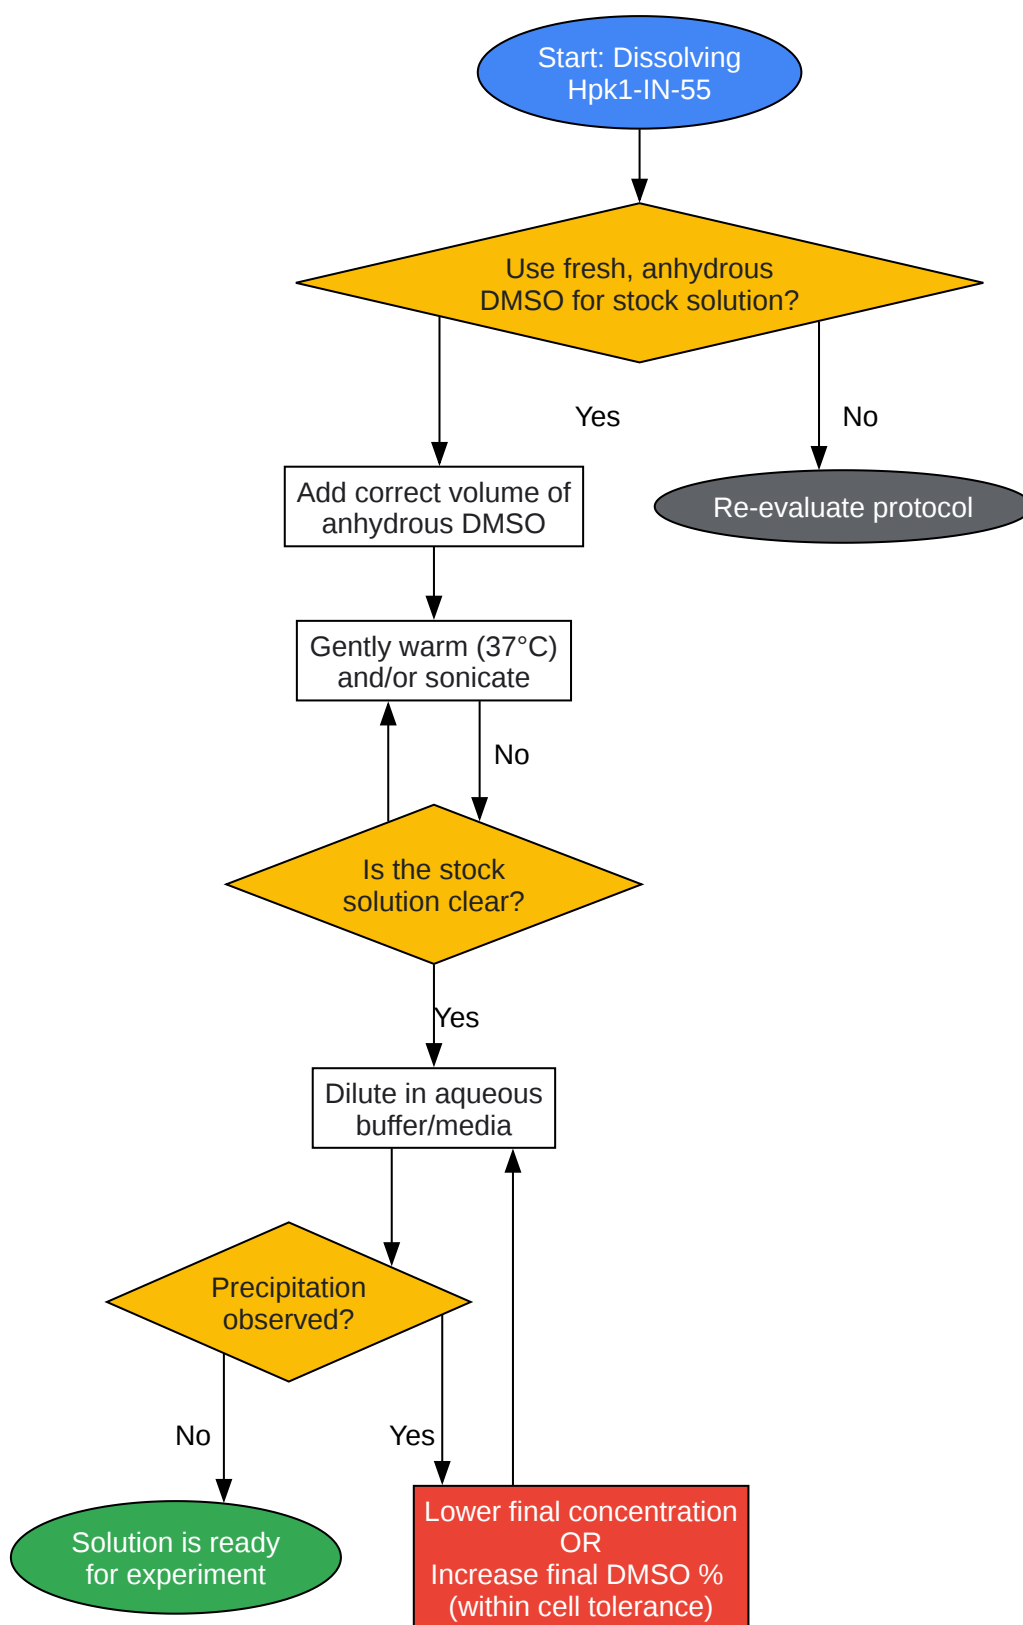 Start: Dissolving
Hpk1-IN-55
Use fresh, anhydrous
DMSO for stock solution?
Yes
No
Add correct volume of
anhydrous DMSO
Re-evaluate protocol
Gently warm (37°C)
and/or sonicate
No
Is the stock
solution clear?
Yes
Dilute in aqueous
buffer/media
Precipitation
observed?
No
Yes
Solution is ready
for experiment
Lower final concentration
OR
Increase final DMSO %
(within cell tolerance)